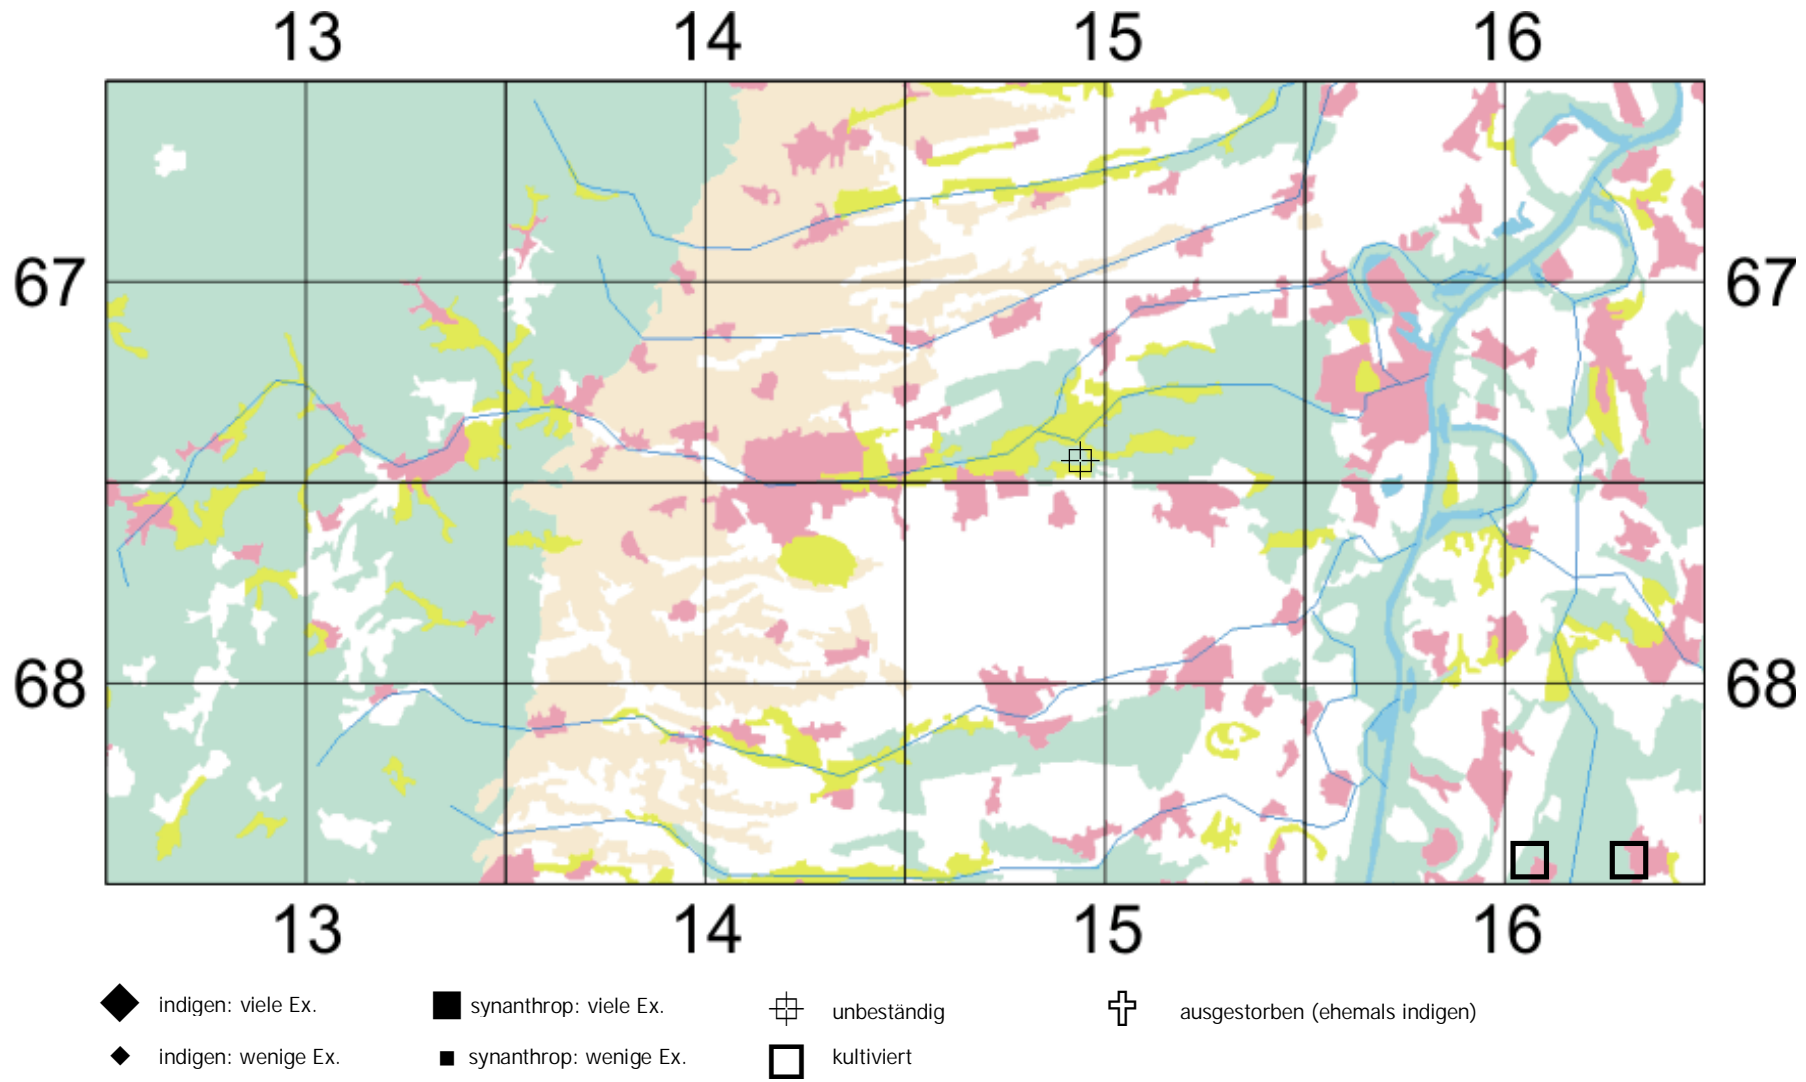 13 14 15 16
67 67
68 68
13 14 15 16
indigen: viele Ex. synanthrop: viele Ex. unbeständig ausgestorben (ehemals indigen)
indigen: wenige Ex. synanthrop: wenige Ex. kultiviert